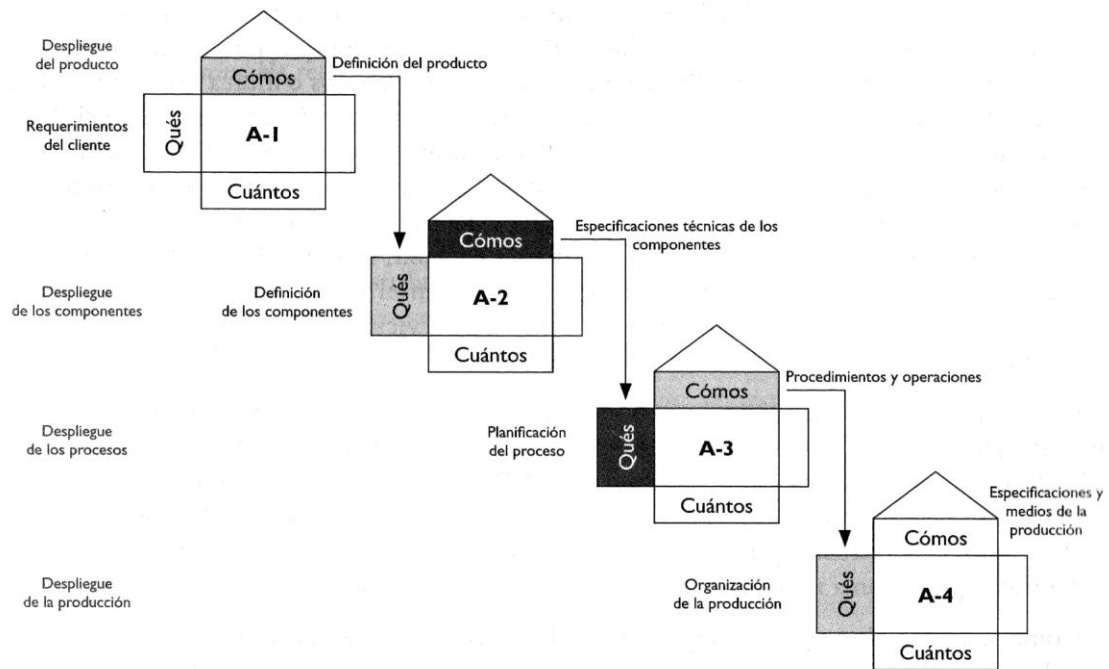 Despliegue
del producto
Cómos
Definición del producto
Requerimientos
del cliente
Qués
A-1
Cuántos
Cómos
Especificaciones técnicas de los
componentes
Despliegue
de los componentes
Definición
de los componentes
Qués
A-2
Cuántos
Cómos
Procedimientos y operaciones
Despliegue
de los procesos
Planificación
del proceso
Qués
A-3
Cuántos
Especificaciones y
medios de la
producción
Cómos
Despliegue
de la producción
Organización
de la producción
Qués
A-4
Cuántos